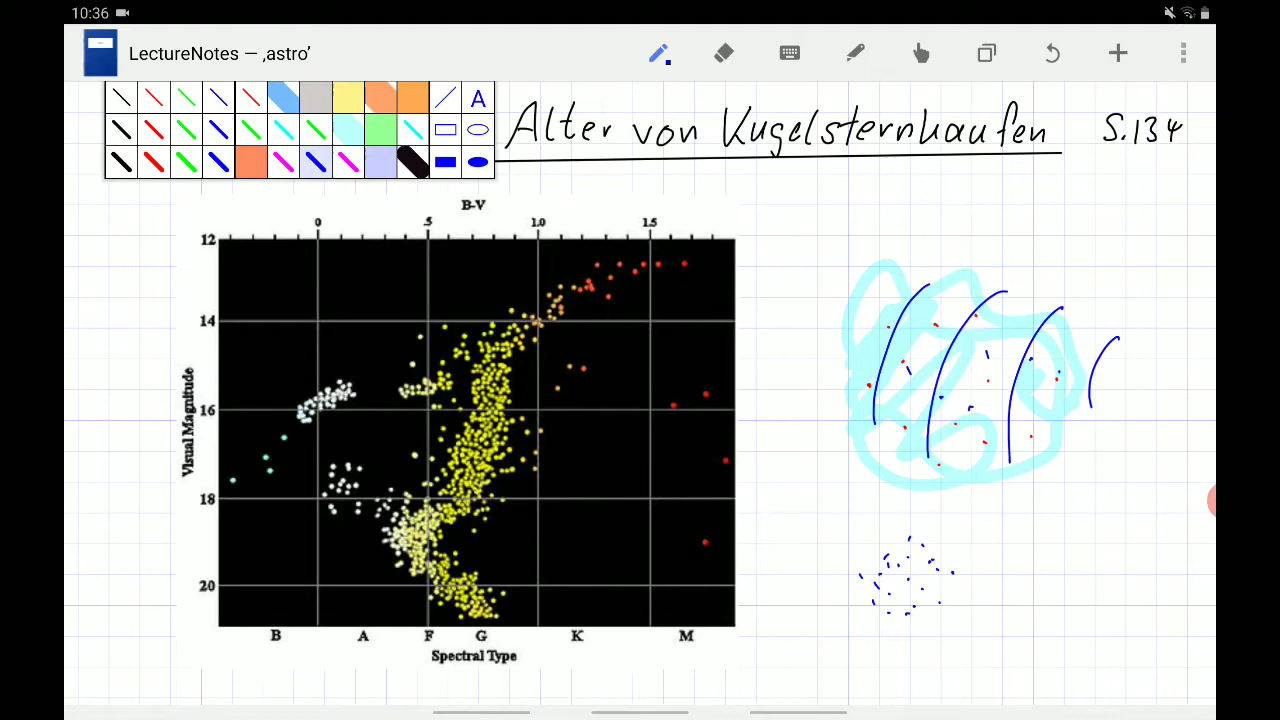 10:36
LectureNotes — ‚astro’
A
Alter von Kugelsternhaufen S.134
B-V
0 .5 1.0 1.5
12
14
16
18
20
Visual Magnitude
B A F G K M
Spectral Type